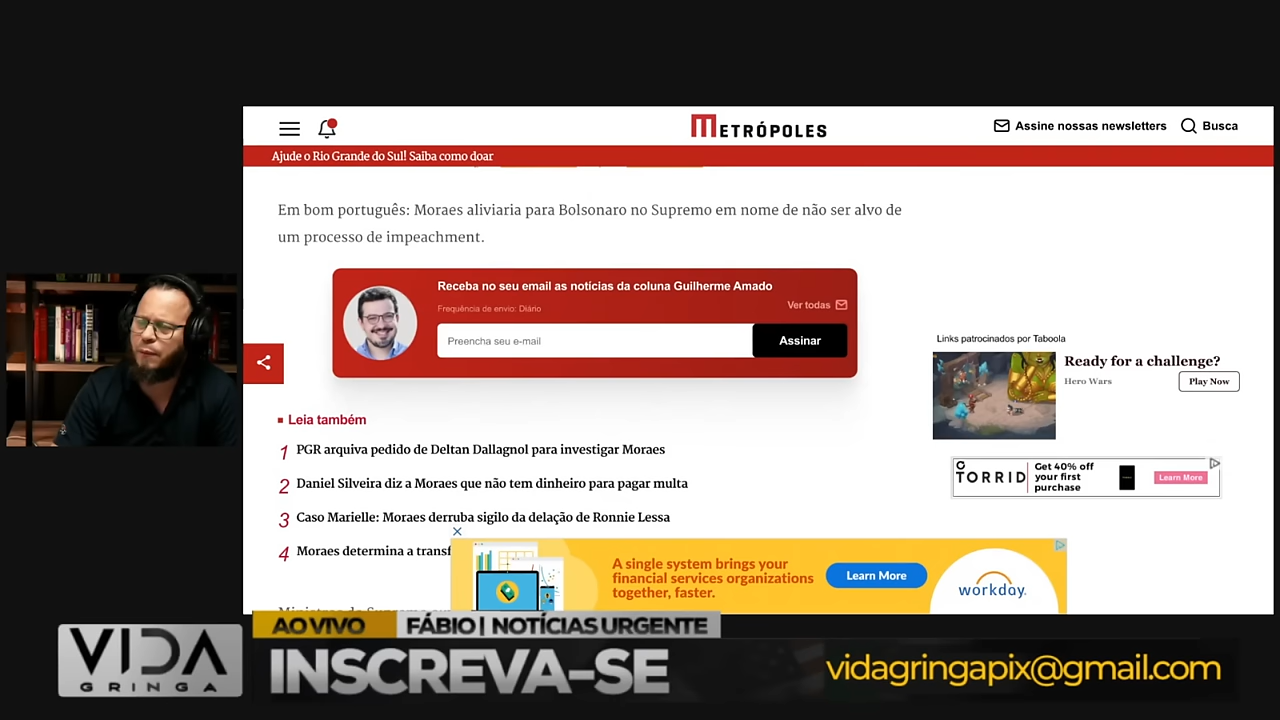 METRÓPOLES
Assine nossas newsletters
Busca
Ajude o Rio Grande do Sul! Saiba como doar
Em bom português: Moraes aliviaria para Bolsonaro no Supremo em nome de não ser alvo de
um processo de impeachment.
Receba no seu email as notícias da coluna Guilherme Amado
Frequência de envio: Diário
Ver todas
Preencha seu e-mail
Assinar
Links patrocinados por Taboola
Ready for a challenge?
Hero Wars
Play Now
Leia também
1 PGR arquiva pedido de Deltan Dallagnol para investigar Moraes
2 Daniel Silveira diz a Moraes que não tem dinheiro para pagar multa
3 Caso Marielle: Moraes derruba sigilo da delação de Ronnie Lessa
4 Moraes determina a transf
TORRID
Get 40% off
your first
purchase
Learn More
A single system brings your
financial services organizations
together, faster.
Learn More
workday.
AO VIVO
FÁBIO | NOTÍCIAS URGENTE
VIDA
GRINGA
INSCREVA-SE
vidagringapix@gmail.com